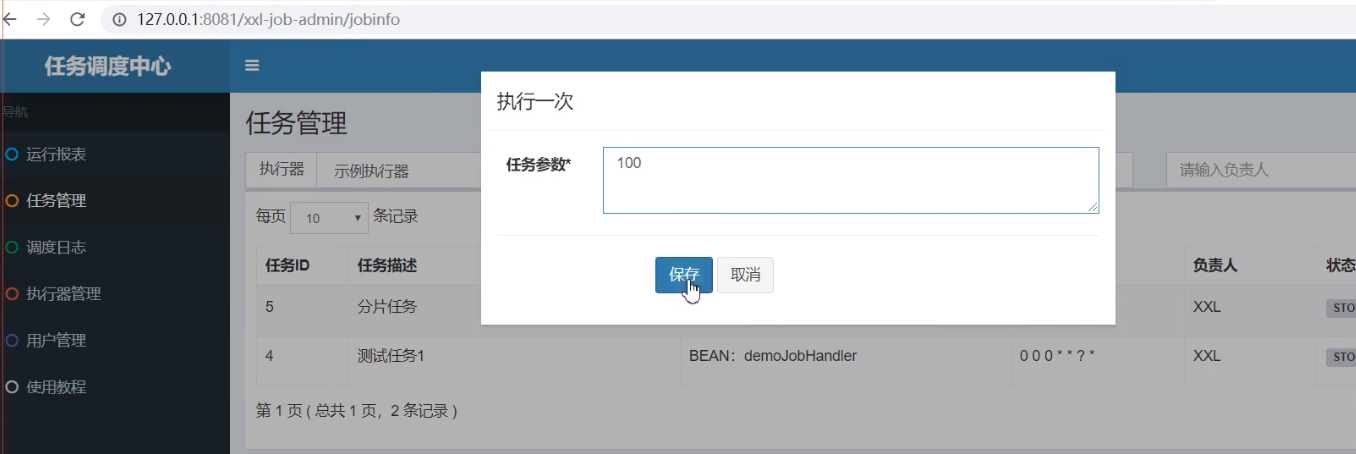 127.0.0.1:8081/xxl-job-admin/jobinfo
任务调度中心
导航
运行报表
任务管理
调度日志
执行器管理
用户管理
使用教程
任务管理
执行器 示例执行器 请输入负责人
执行一次
任务参数* 100
保存 取消
每页 10 条记录
任务ID 任务描述 负责人 状态
5 分片任务 XXL STO
4 测试任务1 BEAN：demoJobHandler 0 0 0 * * ? * XXL STO
第 1 页 ( 总共 1 页，2 条记录 )